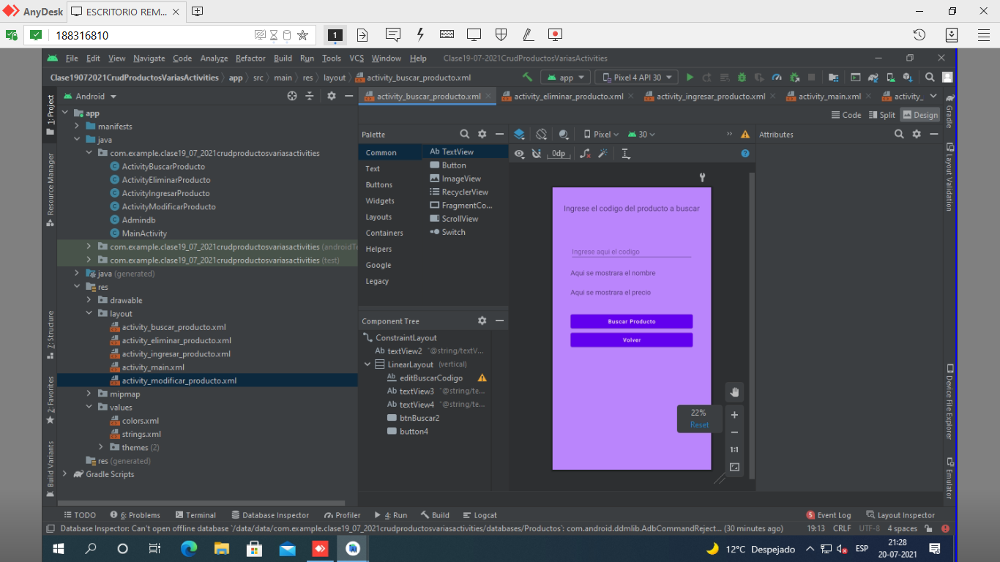 AnyDesk
ESCRITORIO REM...
188316810
1
File Edit View Navigate Code Analyze Refactor Build Run Tools VCS Window Help Clase19-07-2021CrudProductosVariasActivities
Clase19072021CrudProductosVariasActivities app src main res layout activity_buscar_producto.xml
app
Pixel 4 API 30
Android
activity_buscar_producto.xml activity_eliminar_producto.xml activity_ingresar_producto.xml activity_main.xml activity_
Code Split Design
1: Project
Resource Manager
7: Structure
2: Favorites
Build Variants
app
manifests
java
com.example.clase19_07_2021crudproductosvariasactivities
ActivityBuscarProducto
ActivityEliminarProducto
ActivityIngresarProducto
ActivityModificarProducto
Admindb
MainActivity
com.example.clase19_07_2021crudproductosvariasactivities (androidTe
com.example.clase19_07_2021crudproductosvariasactivities (test)
java (generated)
res
drawable
layout
activity_buscar_producto.xml
activity_eliminar_producto.xml
activity_ingresar_producto.xml
activity_main.xml
activity_modificar_producto.xml
mipmap
values
colors.xml
strings.xml
themes (2)
res (generated)
Gradle Scripts
Palette
Common
Text
Buttons
Widgets
Layouts
Containers
Helpers
Google
Legacy
Ab TextView
Button
ImageView
RecyclerView
FragmentCo...
ScrollView
Switch
Component Tree
ConstraintLayout
Ab textView2 "@string/textV...
LinearLayout (vertical)
Ab editBuscarCodigo
Ab textView3 "@string/te...
Ab textView4 "@string/te...
btnBuscar2
button4
Pixel
30
0dp
Ingrese el codigo del producto a buscar
Ingrese aqui el codigo
Aqui se mostrara el nombre
Aqui se mostrara el precio
Buscar Producto
Volver
22%
Reset
1:1
Attributes
Gradle
Layout Validation
Device File Explorer
Emulator
TODO 6: Problems Terminal Database Inspector Profiler 4: Run Build Logcat
5 Event Log Layout Inspector
Database Inspector: Can't open offline database '/data/data/com.example.clase19_07_2021crudproductosvariasactivities/databases/Productos': com.android.ddmlib.AdbCommandReject... (30 minutes ago)
19:13 CRLF UTF-8 4 spaces
12°C Despejado
ESP
21:28
20-07-2021